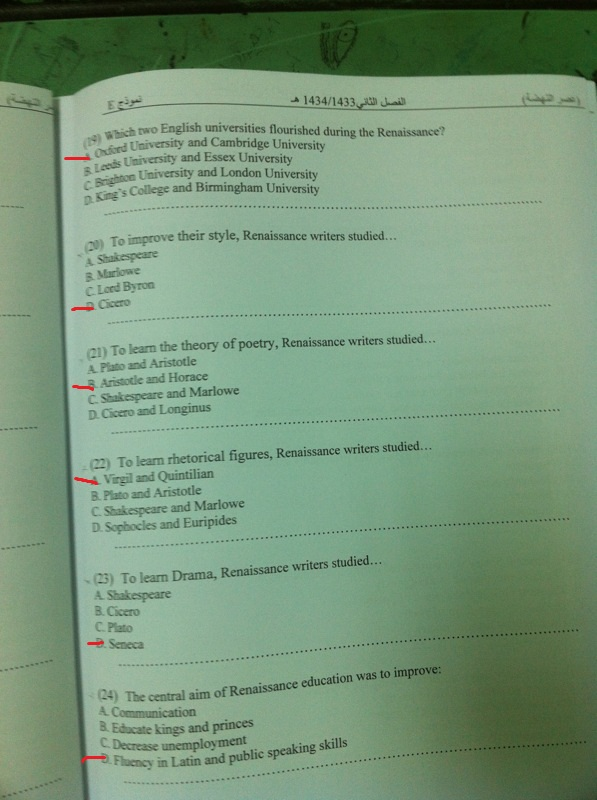 (عصر النهضة) الفصل الثاني 1434/1433 هـ نموذج E
(19) Which two English universities flourished during the Renaissance?
A. Oxford University and Cambridge University
B. Leeds University and Essex University
C. Brighton University and London University
D. King's College and Birmingham University
(20) To improve their style, Renaissance writers studied…
A. Shakespeare
B. Marlowe
C. Lord Byron
D. Cicero
(21) To learn the theory of poetry, Renaissance writers studied…
A. Plato and Aristotle
B. Aristotle and Horace
C. Shakespeare and Marlowe
D. Cicero and Longinus
(22) To learn rhetorical figures, Renaissance writers studied…
A. Virgil and Quintilian
B. Plato and Aristotle
C. Shakespeare and Marlowe
D. Sophocles and Euripides
(23) To learn Drama, Renaissance writers studied…
A. Shakespeare
B. Cicero
C. Plato
D. Seneca
(24) The central aim of Renaissance education was to improve:
A. Communication
B. Educate kings and princes
C. Decrease unemployment
D. Fluency in Latin and public speaking skills